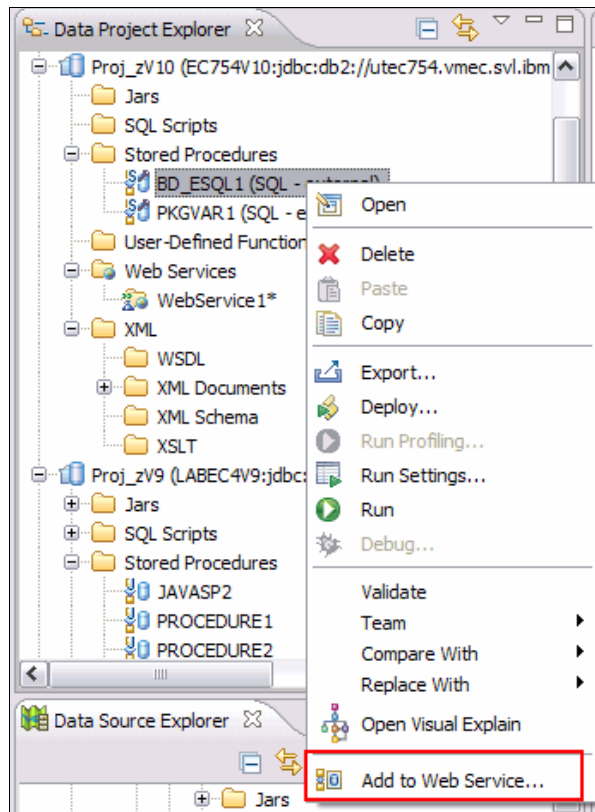 Data Project Explorer
Proj_zV10 (EC754V10:jdbc:db2://utec754.vmec.svl.ibm
Jars
SQL Scripts
Stored Procedures
BD_ESQL1 (SQL - external)
PKGVAR1 (SQL - e
User-Defined Function
Web Services
WebService1*
XML
WSDL
XML Documents
XML Schema
XSLT
Proj_zV9 (LABEC4V9:jdbc:
Jars
SQL Scripts
Stored Procedures
JAVASP2
PROCEDURE1
PROCEDURE2
Open
Delete
Paste
Copy
Export...
Deploy...
Run Profiling...
Run Settings...
Run
Debug...
Validate
Team
Compare With
Replace With
Open Visual Explain
Add to Web Service...
Data Source Explorer
Jars